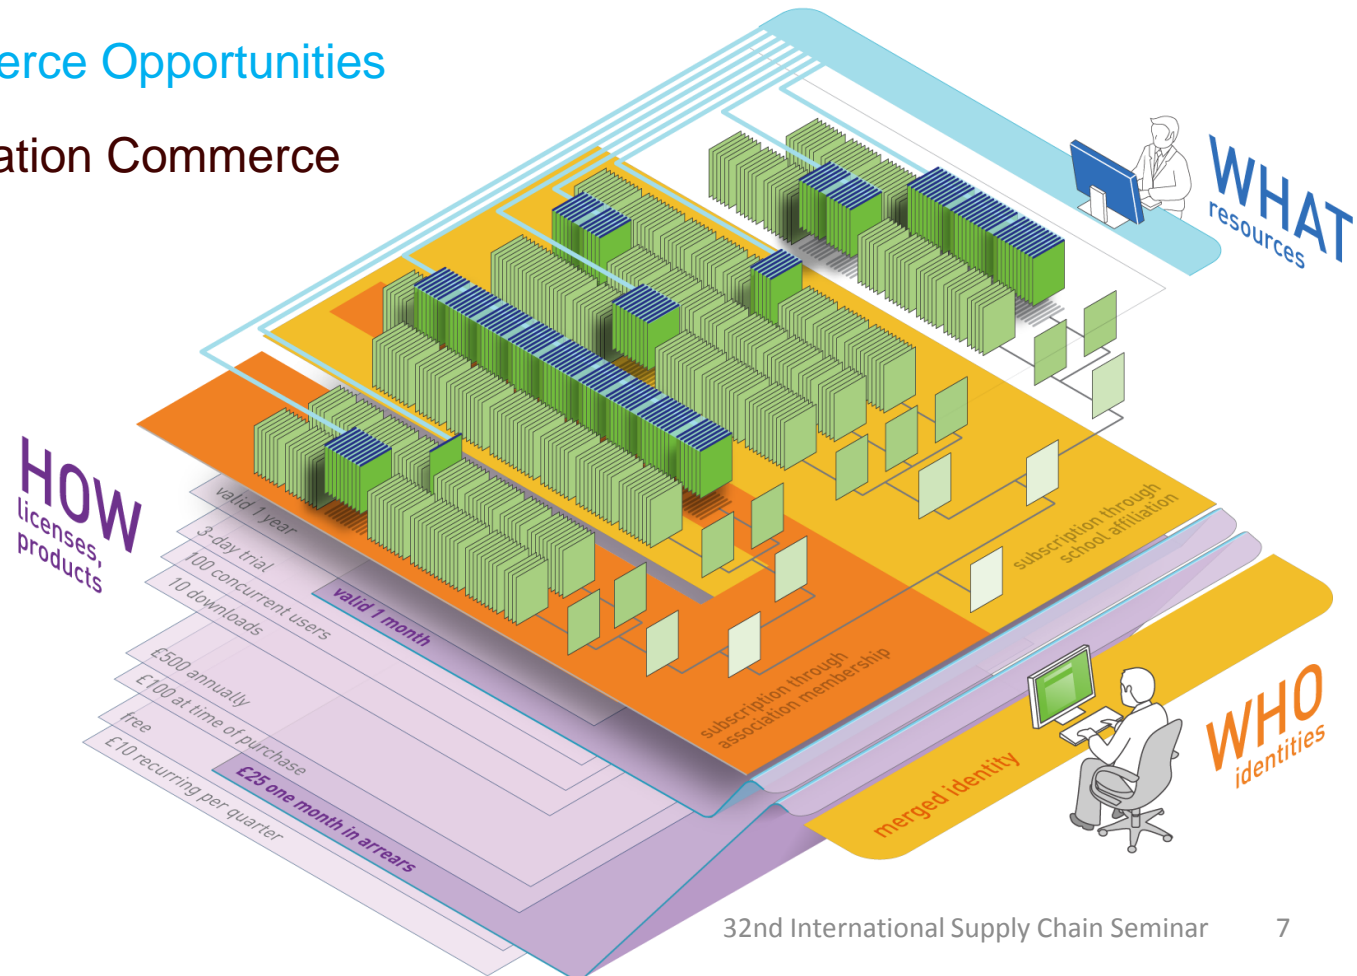 erce Opportunities
ation Commerce
WHAT
resources
HOW
licenses,
products
valid 1 year
3-day trial
100 concurrent users
10 downloads
valid 1 month
£500 annually
£100 at time of purchase
free
£10 recurring per quarter
£25 one month in arrears
subscription through
school affiliation
subscription through
association membership
merged identity
WHO
identities
32nd International Supply Chain Seminar 7